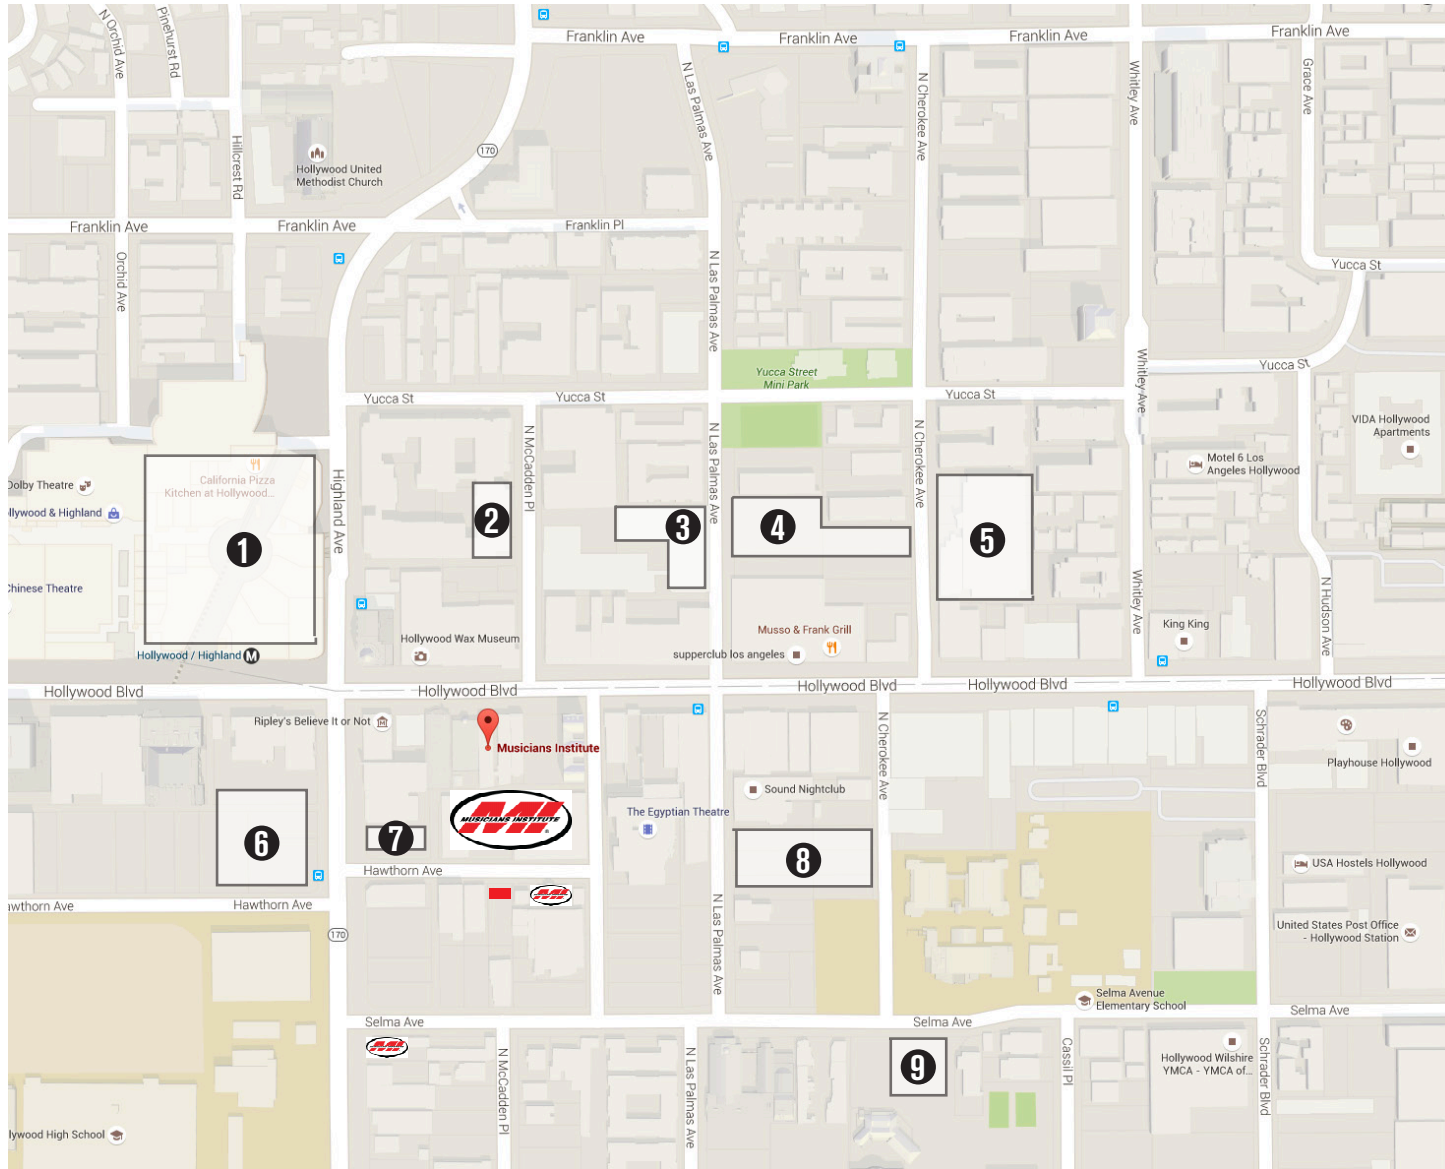 N Orchid Ave
Pinehurst Rd
Franklin Ave
Franklin Ave
Franklin Ave
Franklin Ave
N Las Palmas Ave
N Cherokee Ave
Whitley Ave
Grace Ave
Hillcrest Rd
170
Hollywood United
Methodist Church
Franklin Ave
Franklin Ave
Franklin Pl
Orchid Ave
N Las Palmas Ave
Yucca St
Yucca Street
Mini Park
Yucca St
Whitley Ave
Yucca St
Yucca St
Yucca St
VIDA Hollywood
Apartments
Highland Ave
N McCadden Pl
N Las Palmas Ave
N Cherokee Ave
California Pizza
Kitchen at Hollywood...
Dolby Theatre
llywood & Highland
Motel 6 Los
Angeles Hollywood
1
2
3
4
5
Chinese Theatre
Whitley Ave
N Hudson Ave
Hollywood Wax Museum
Musso & Frank Grill
supperclub los angeles
King King
Hollywood / Highland M
Hollywood Blvd
Hollywood Blvd
Hollywood Blvd
Hollywood Blvd
Hollywood Blvd
Ripley's Believe It or Not
Musicians Institute
N Cherokee Ave
Schrader Blvd
Playhouse Hollywood
Sound Nightclub
MI
MUSICIANS INSTITUTE
The Egyptian Theatre
6
7
8
Hawthorn Ave
USA Hostels Hollywood
MI
awthorn Ave
Hawthorn Ave
170
N Las Palmas Ave
United States Post Office
- Hollywood Station
Selma Avenue
Elementary School
Selma Ave
Selma Ave
Selma Ave
MI
N McCadden Pl
N Las Palmas Ave
9
Cassil Pl
Hollywood Wilshire
YMCA - YMCA of...
Schrader Blvd
lywood High School